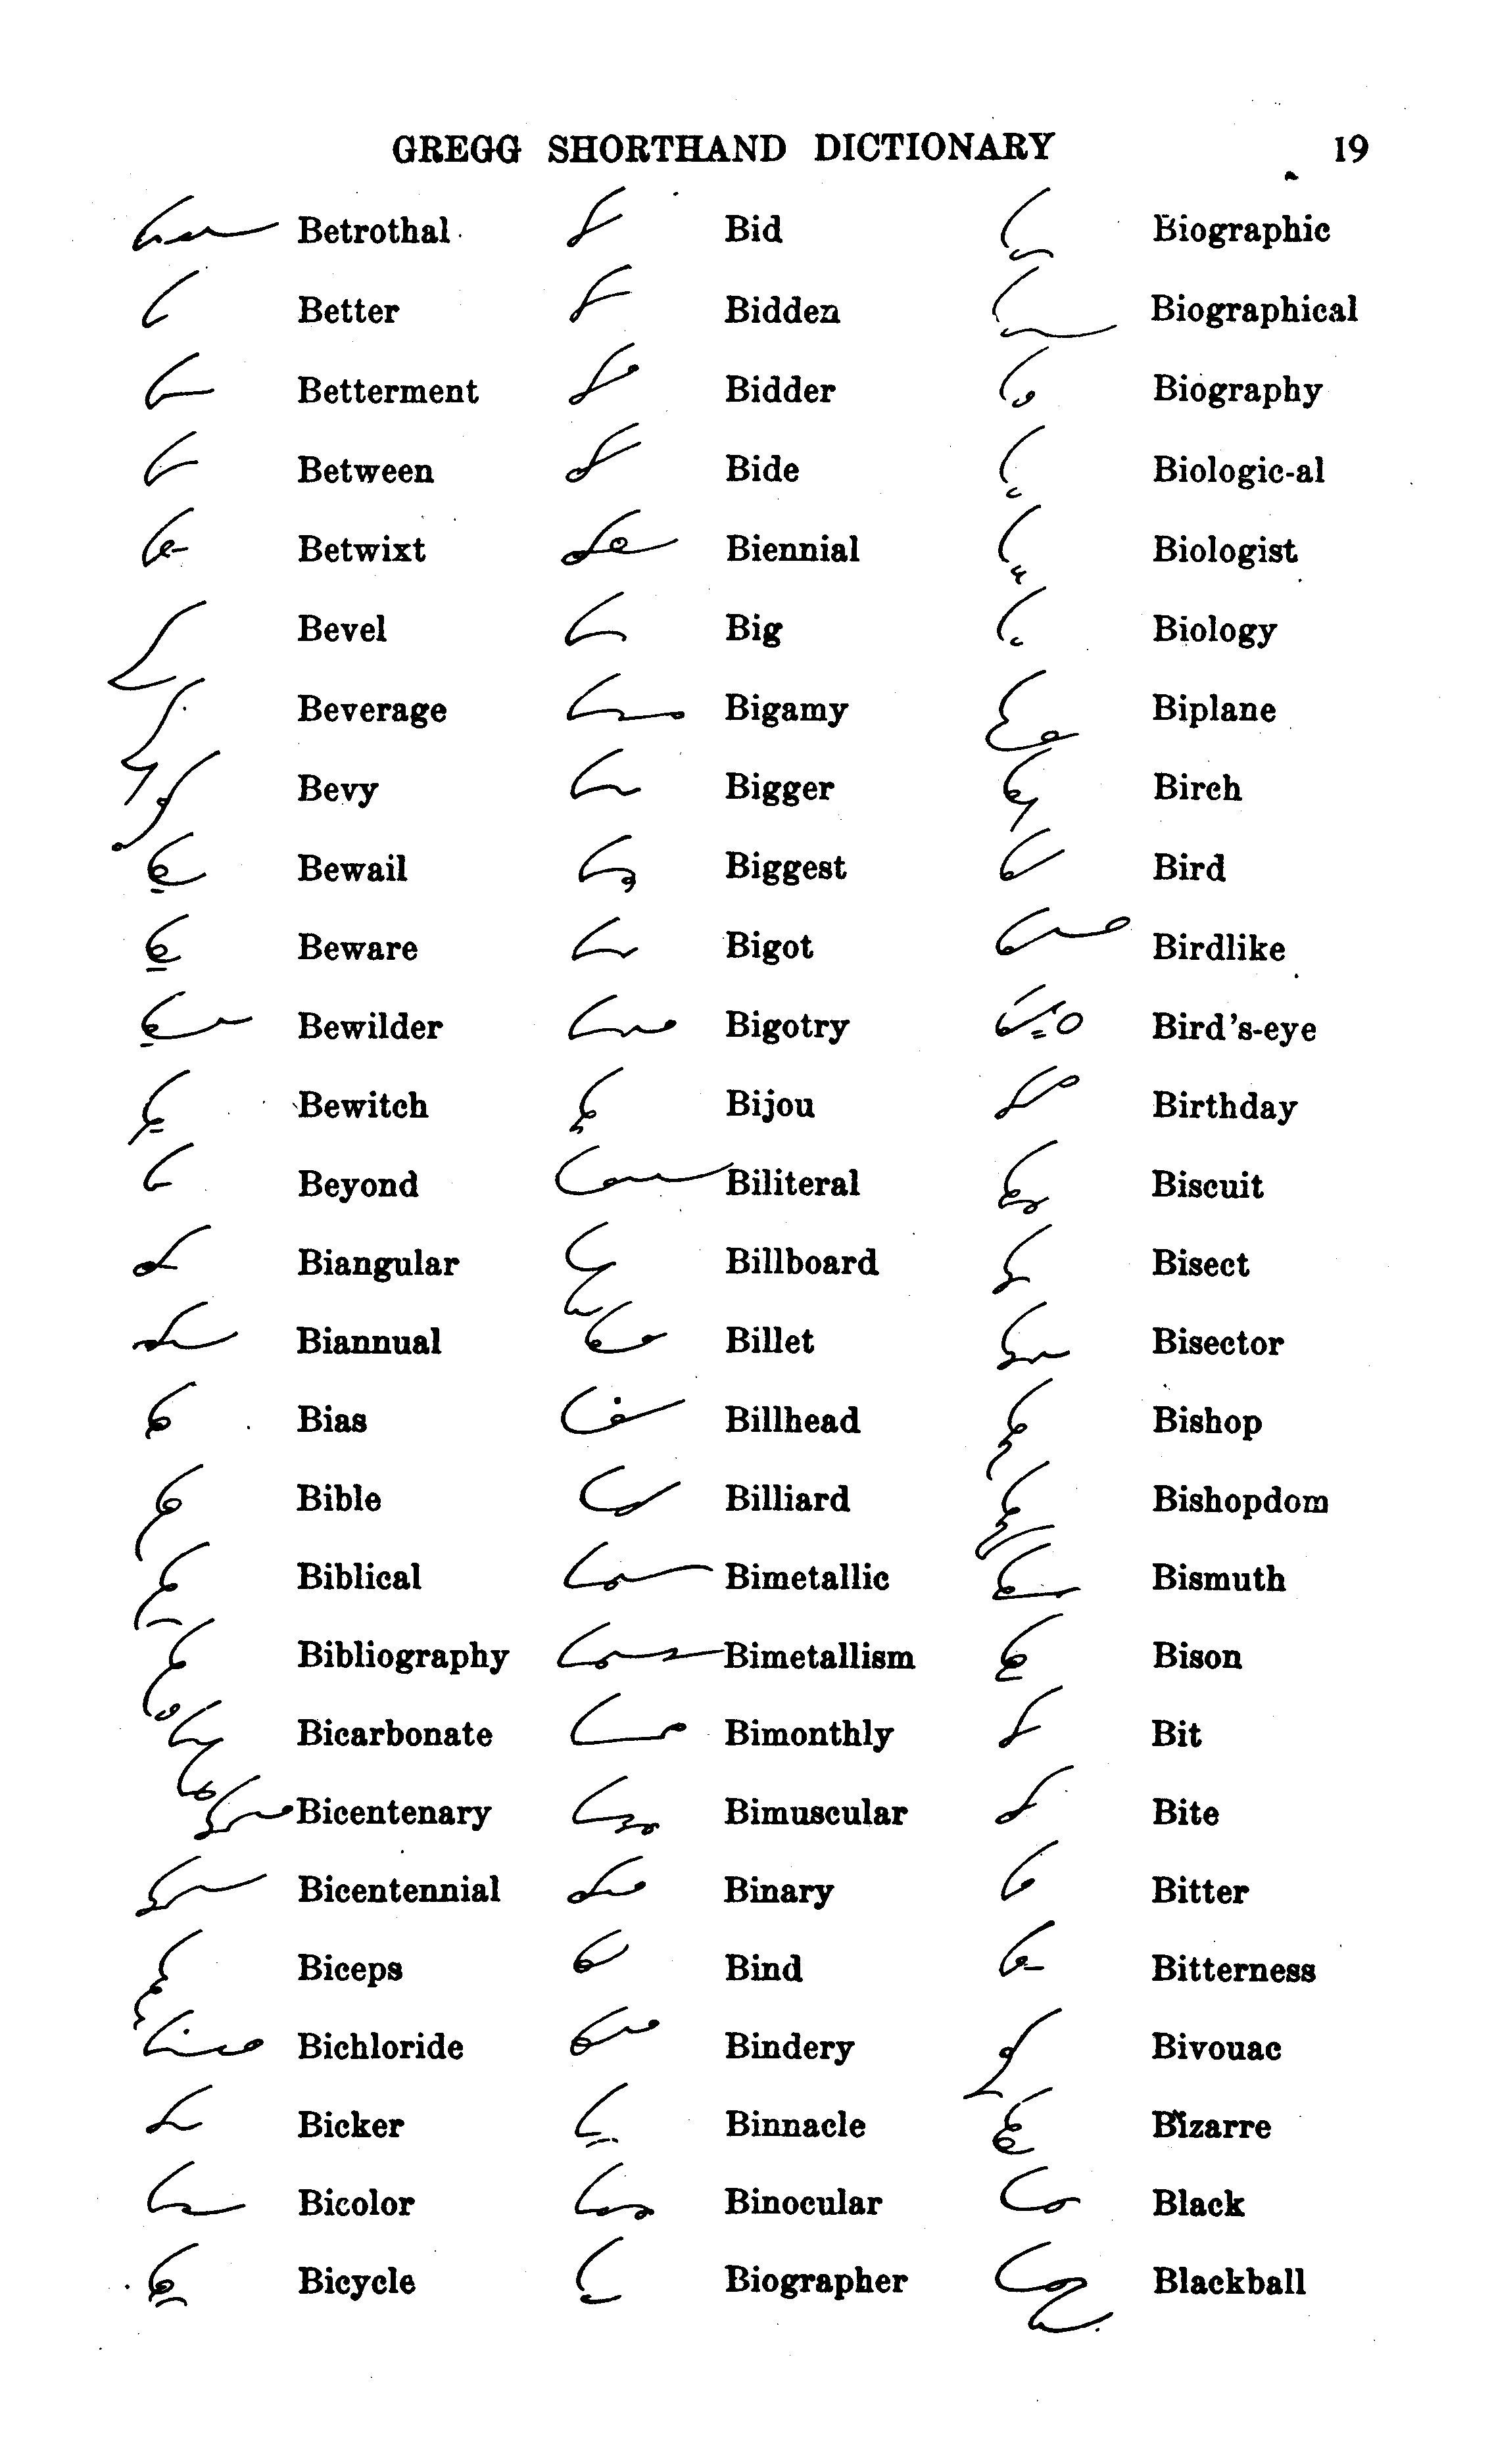 GREGG SHORTHAND DICTIONARY 19
Betrothal
Better
Betterment
Between
Betwixt
Bevel
Beverage
Bevy
Bewail
Beware
Bewilder
Bewitch
Beyond
Biangular
Biannual
Bias
Bible
Biblical
Bibliography
Bicarbonate
Bicentenary
Bicentennial
Biceps
Bichloride
Bicker
Bicolor
Bicycle
Bid
Bidden
Bidder
Bide
Biennial
Big
Bigamy
Bigger
Biggest
Bigot
Bigotry
Bijou
Biliteral
Billboard
Billet
Billhead
Billiard
Bimetallic
Bimetallism
Bimonthly
Bimuscular
Binary
Bind
Bindery
Binnacle
Binocular
Biographer
Biographic
Biographical
Biography
Biologic-al
Biologist
Biology
Biplane
Birch
Bird
Birdlike
Bird's-eye
Birthday
Biscuit
Bisect
Bisector
Bishop
Bishopdom
Bismuth
Bison
Bit
Bite
Bitter
Bitterness
Bivouac
Bizarre
Black
Blackball